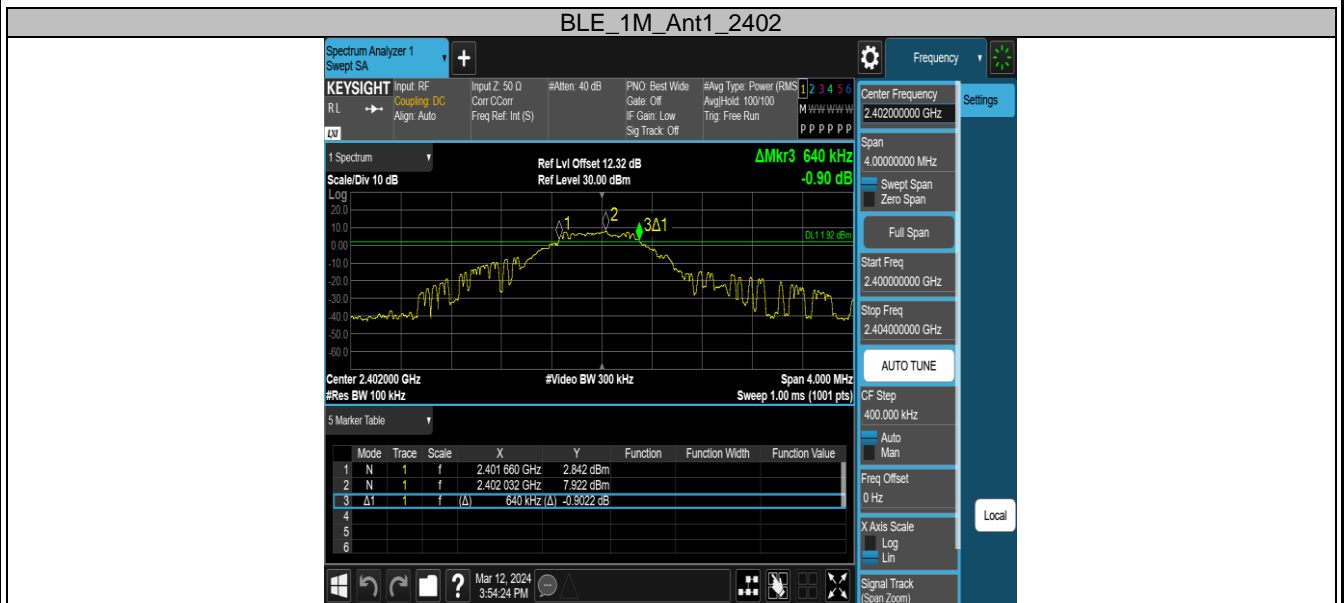 BLE_1M_Ant1_2402
Spectrum Analyzer 1
Swept SA
+
Frequency
KEYSIGHT
RL
LXI
Input: RF
Coupling: DC
Align: Auto
Input Z: 50 Ω
Corr CCorr
Freq Ref: Int (S)
#Atten: 40 dB
PNO: Best Wide
Gate: Off
IF Gain: Low
Sig Track: Off
#Avg Type: Power (RMS
Avg|Hold: 100/100
Trig: Free Run
1 2 3 4 5 6
M W W W W W
P P P P P P
1 Spectrum
Scale/Div 10 dB
Ref Lvl Offset 12.32 dB
Ref Level 30.00 dBm
ΔMkr3 640 kHz
-0.90 dB
Log
20.0
10.0
0.00
-10.0
-20.0
-30.0
-40.0
-50.0
-60.0
1
2
3Δ1
DL1 1.92 dBm
Center 2.402000 GHz
#Res BW 100 kHz
#Video BW 300 kHz
Span 4.000 MHz
Sweep 1.00 ms (1001 pts)
5 Marker Table
Mode Trace Scale X Y Function Function Width Function Value
1 N 1 f 2.401 660 GHz 2.842 dBm
2 N 1 f 2.402 032 GHz 7.922 dBm
3 Δ1 1 f (Δ) 640 kHz (Δ) -0.9022 dB
4
5
6
?
Mar 12, 2024
3:54:24 PM
Center Frequency
2.402000000 GHz
Settings
Span
4.00000000 MHz
Swept Span
Zero Span
Full Span
Start Freq
2.400000000 GHz
Stop Freq
2.404000000 GHz
AUTO TUNE
CF Step
400.000 kHz
Auto
Man
Freq Offset
0 Hz
X Axis Scale
Log
Lin
Local
Signal Track
(Span Zoom)